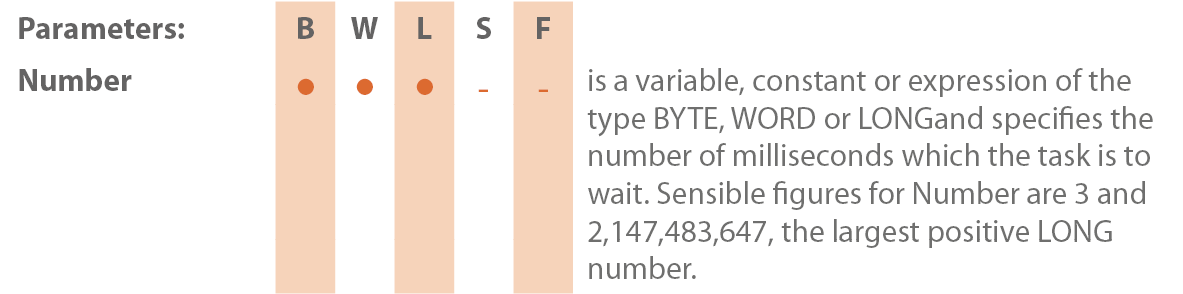 Parameters: B W L S F
Number ● ● ● - - is a variable, constant or expression of the
type BYTE, WORD or LONGand specifies the
number of milliseconds which the task is to
wait. Sensible figures for Number are 3 and
2,147,483,647, the largest positive LONG
number.